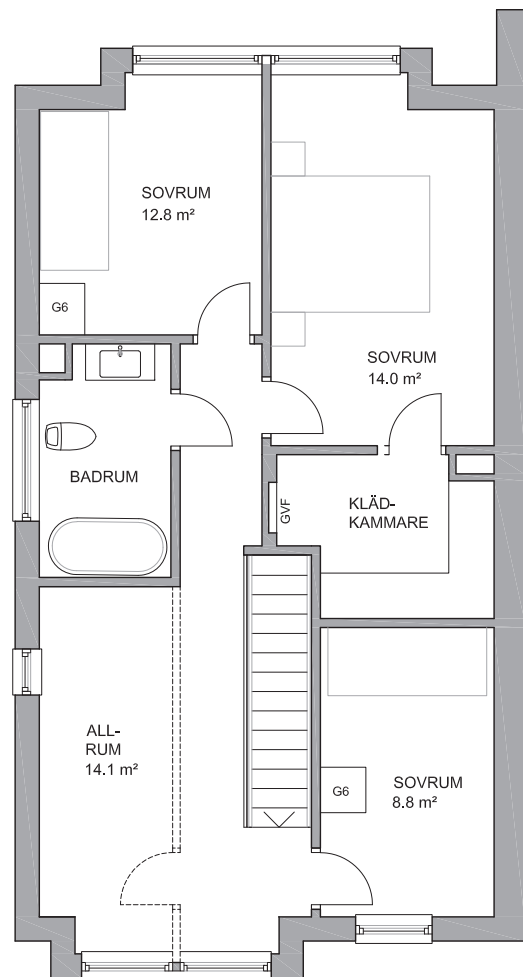 SOVRUM
12.8 m²
G6
SOVRUM
14.0 m²
BADRUM
GVF
KLÄD-
KAMMARE
ALL-
RUM
14.1 m²
G6
SOVRUM
8.8 m²